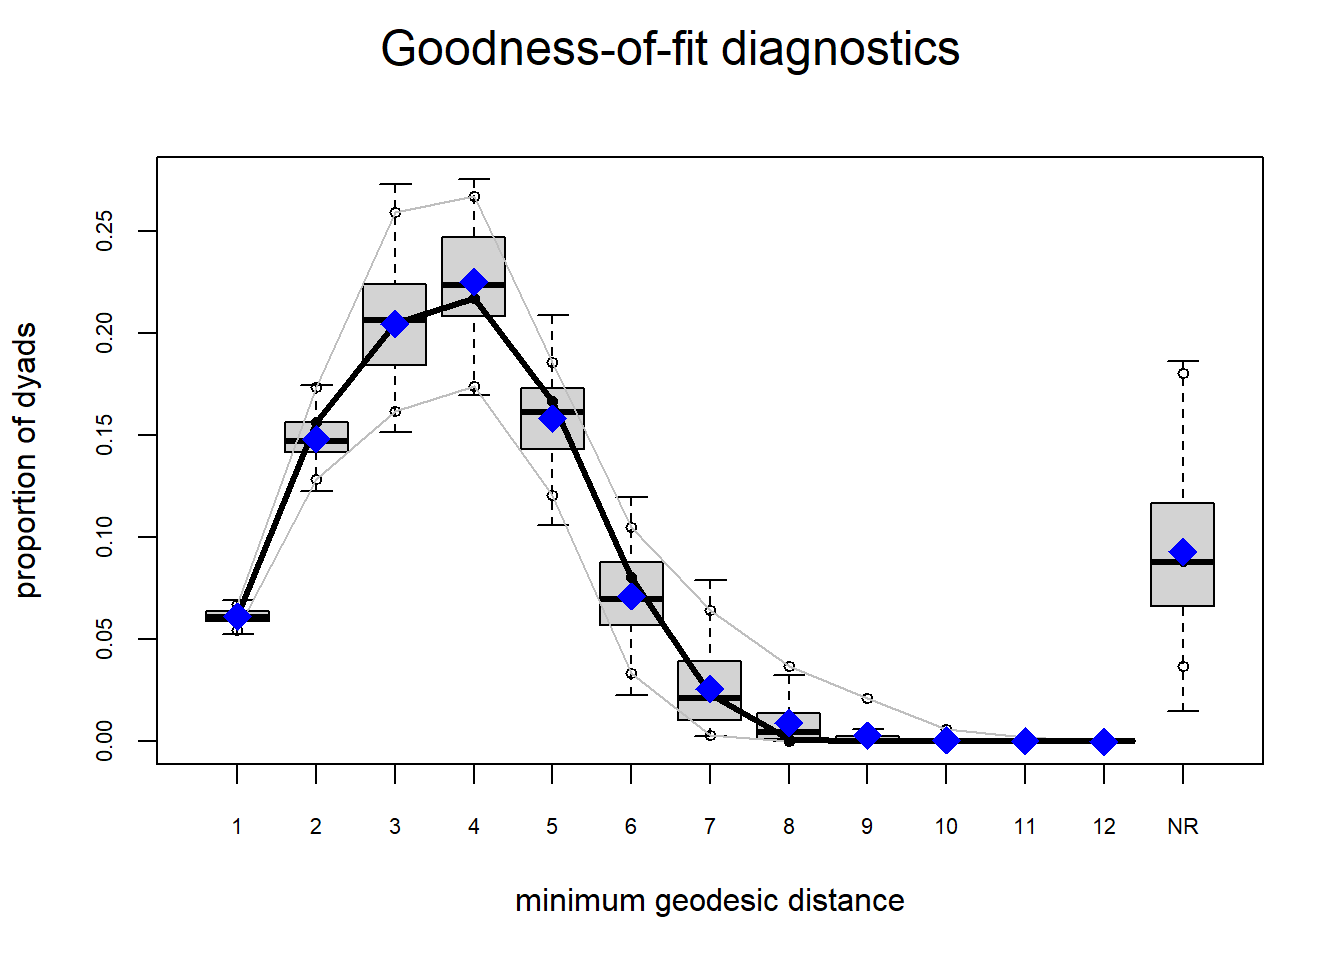 Goodness-of-fit diagnostics
proportion of dyads
0.25
0.20
0.15
0.10
0.05
0.00
1 2 3 4 5 6 7 8 9 10 11 12 NR
minimum geodesic distance